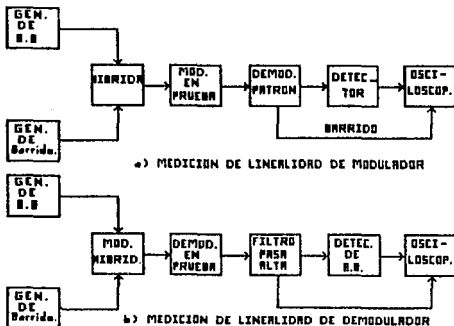 GEN.
DE
B.B
HIBRIDA
MOD.
EN
PRUEBA
DEMOD.
PATRON
DETEC_
TOR
OSCI-
LOSCOP.
GEN.
DE
Barrido.
BARRIDO
a) MEDICION DE LINEALIDAD DE MODULADOR
GEN.
DE
B.B
MOD.
HIBRID.
DEMOD.
EN
PRUEBA
FILTRO
PASA
ALTA
DETEC.
DE
B.B.
OSCI-
LOSCOP.
GEN.
DE
Barrido.
b) MEDICION DE LINEALIDAD DE DEMODULADOR